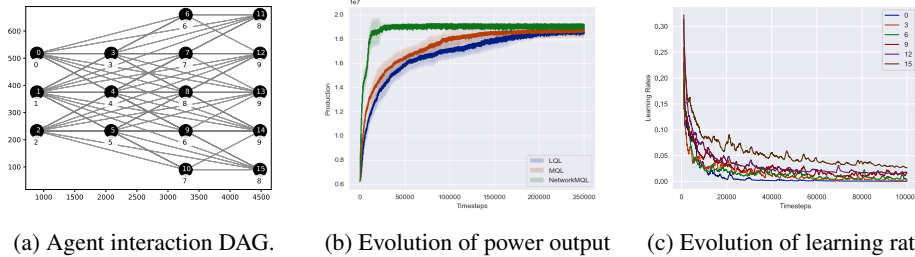 6 11
6 8
600
0 3 7 12
0 3 7 9
500
400
1 4 8 13
1 4 8 9
300
2 5 9 14
2 5 6 9
200
10 15
7 8
100
1000 1500 2000 2500 3000 3500 4000 4500
(a) Agent interaction DAG.
1e7
2.0
1.8
1.6
1.4
1.2
1.0
0.8
0.6
Production
LQL
MQL
NetworkMQL
0 50000 100000 150000 200000 250000
Timesteps
(b) Evolution of power output
0.30
0.25
0.20
0.15
0.10
0.05
0.00
Learning Rates
0
3
6
9
12
15
0 20000 40000 60000 80000 10000
Timesteps
(c) Evolution of learning rat